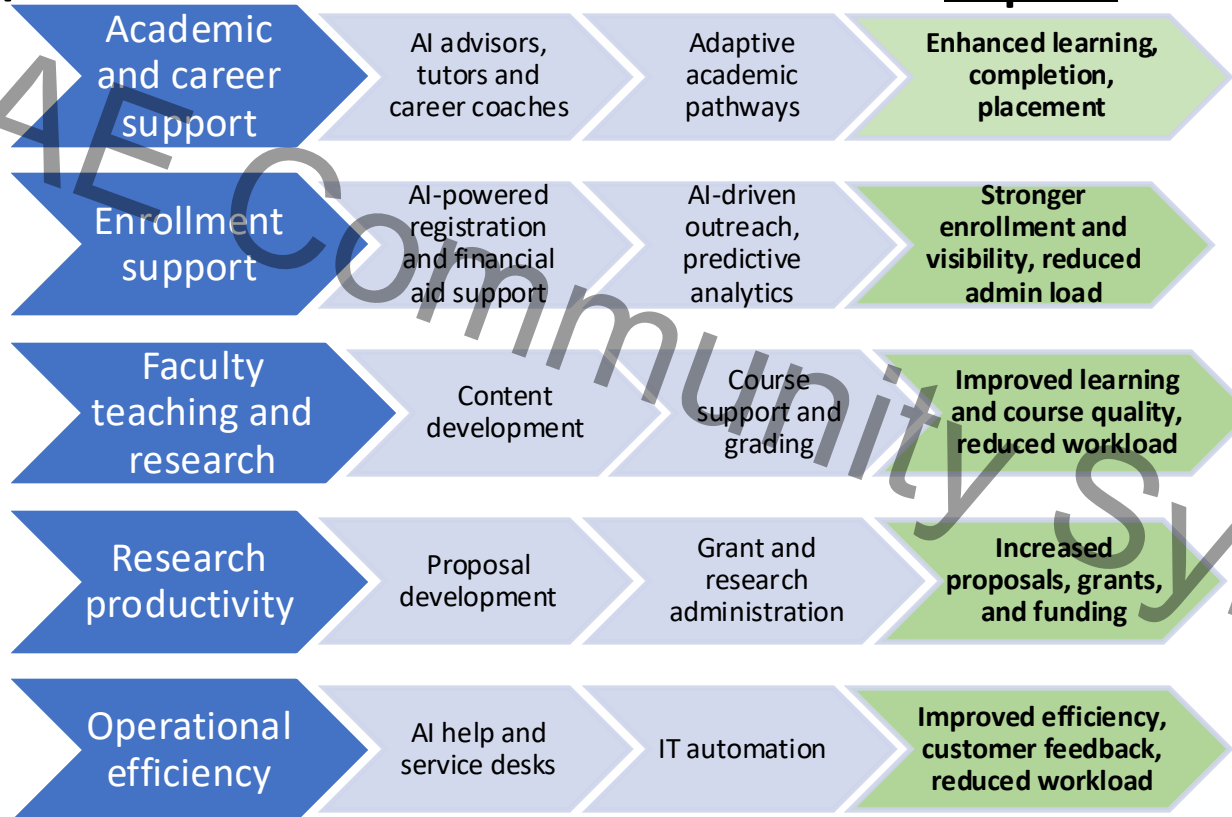 Academic
and career
support
AI advisors,
tutors and
career coaches
Adaptive
academic
pathways
Enhanced learning,
completion,
placement
Enrollment
support
AI-powered
registration
and financial
aid support
AI-driven
outreach,
predictive
analytics
Stronger
enrollment and
visibility, reduced
admin load
Faculty
teaching and
research
Content
development
Course
support and
grading
Improved learning
and course quality,
reduced workload
Research
productivity
Proposal
development
Grant and
research
administration
Increased
proposals, grants,
and funding
Operational
efficiency
AI help and
service desks
IT automation
Improved efficiency,
customer feedback,
reduced workload
AE Community